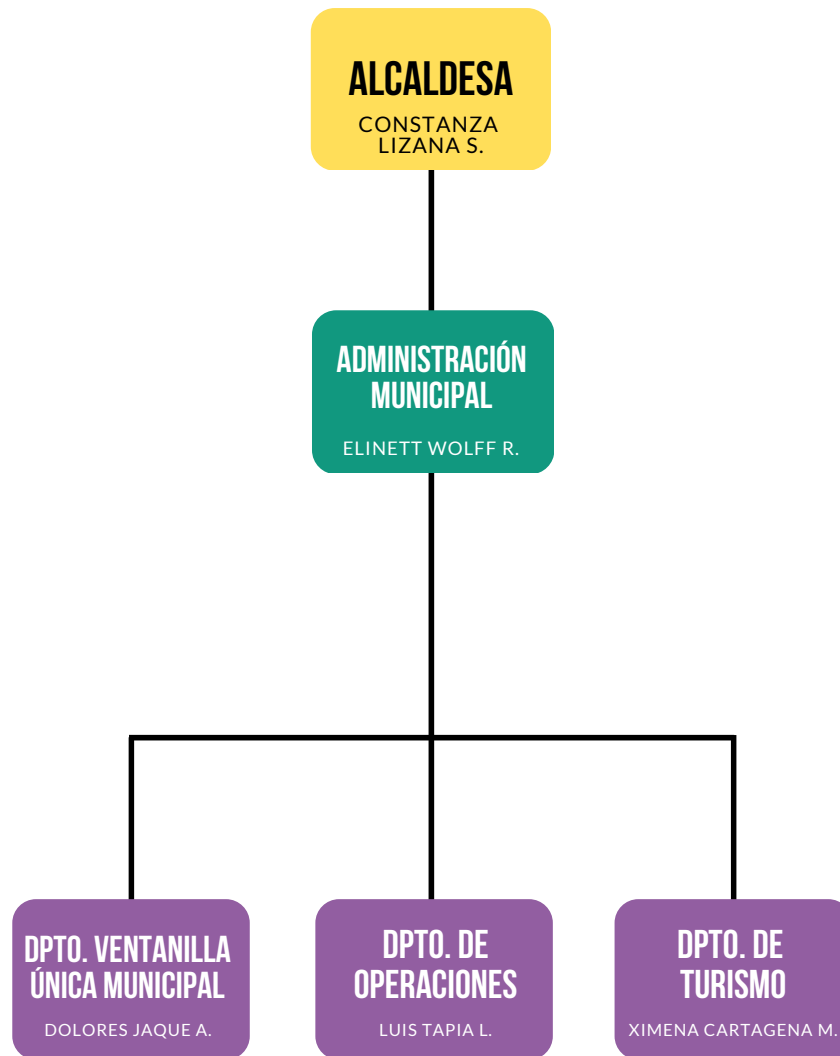 ALCALDESA
CONSTANZA
LIZANA S.
ADMINISTRACIÓN
MUNICIPAL
ELINETT WOLFF R.
DPTO. VENTANILLA
ÚNICA MUNICIPAL
DOLORES JAQUE A.
DPTO. DE
OPERACIONES
LUIS TAPIA L.
DPTO. DE
TURISMO
XIMENA CARTAGENA M.